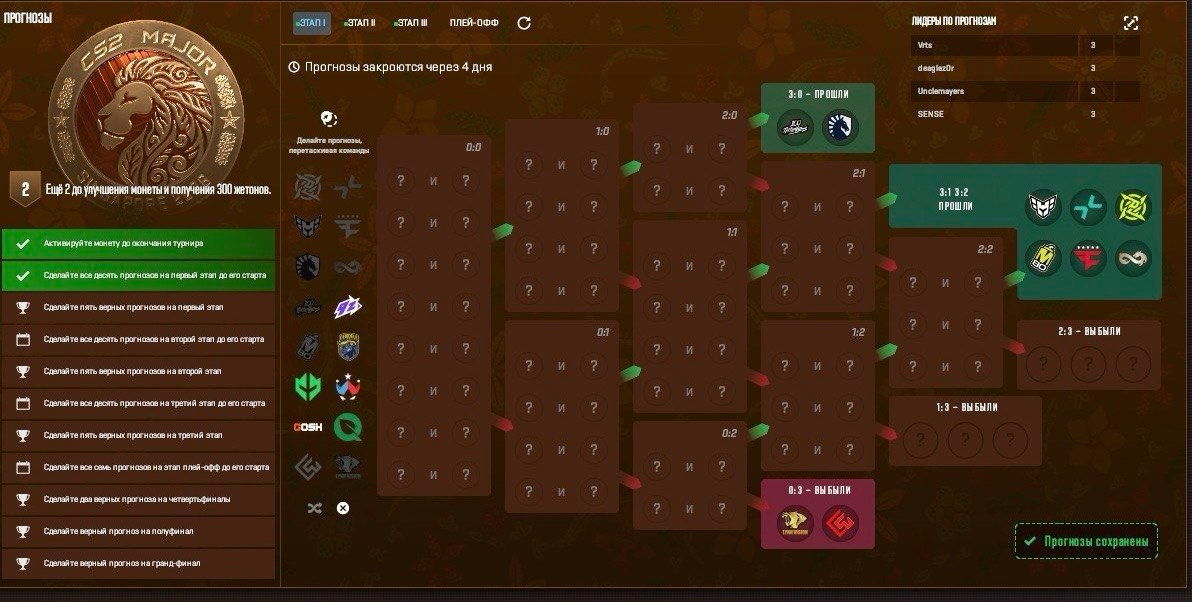 ПРОГНОЗЫ
CS2 MAJOR
2
Ещё 2 до улучшения монеты и получения 300 жетонов.
Активируйте монету до окончания турнира
Сделайте все десять прогнозов на первый этап до его старта
Сделайте пять верных прогнозов на первый этап
Сделайте все десять прогнозов на второй этап до его старта
Сделайте пять верных прогнозов на второй этап
Сделайте все десять прогнозов на третий этап до его старта
Сделайте пять верных прогнозов на третий этап
Сделайте все семь прогнозов на этап плей-офф до его старта
Сделайте два верных прогноза на четвертьфиналы
Сделайте верный прогноз на полуфинал
Сделайте верный прогноз на гранд-финал
ЭТАП I
ЭТАП II
ЭТАП III
ПЛЕЙ-ОФФ
Прогнозы закроются через 4 дня
ЛИДЕРЫ ПО ПРОГНОЗАМ
Vrts 3
deaglez0r 3
Unclemayers 3
SENSE 3
Делайте прогнозы,
перетаскивая команды
GOSH
0:0
? и ?
? и ?
? и ?
? и ?
? и ?
? и ?
? и ?
? и ?
1:0
? и ?
? и ?
? и ?
? и ?
0:1
? и ?
? и ?
? и ?
? и ?
2:0
? и ?
? и ?
1:1
? и ?
? и ?
? и ?
? и ?
0:2
? и ?
? и ?
3:0 – ПРОШЛИ
2:1
? и ?
? и ?
? и ?
1:2
? и ?
? и ?
? и ?
0:3 – ВЫБЫЛИ
3:1 3:2
ПРОШЛИ
2:2
? и ?
? и ?
? и ?
2:3 – ВЫБЫЛИ
? ? ?
1:3 – ВЫБЫЛИ
? ? ?
Прогнозы сохранены